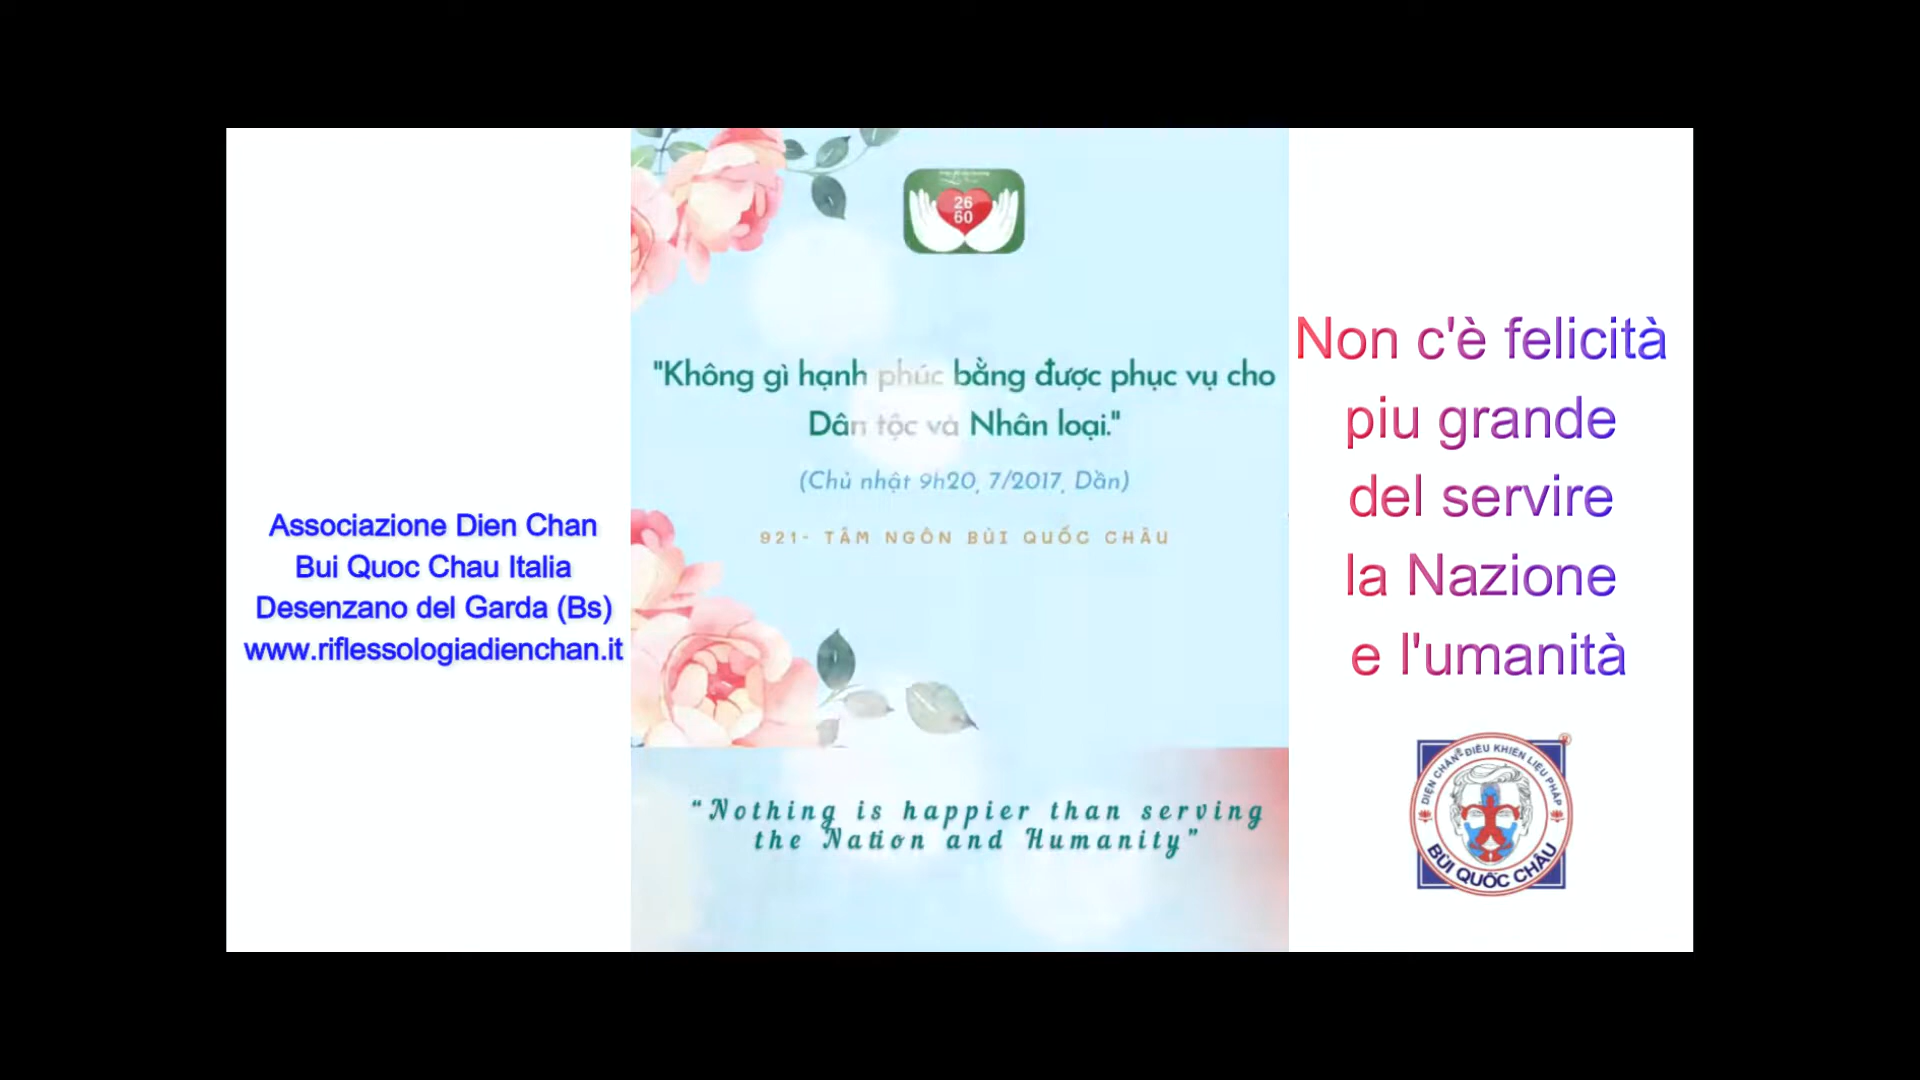 Associazione Dien Chan
Bui Quoc Chau Italia
Desenzano del Garda (Bs)
www.riflessologiadienchan.it
26
60
"Không gì hạnh phúc bằng được phục vụ cho
Dân tộc và Nhân loại."
(Chủ nhật 9h20, 7/2017, Dần)
921- TÂM NGÔN BÙI QUỐC CHÂU
“Nothing is happier than serving
the Nation and Humanity”
Non c'è felicità
piu grande
del servire
la Nazione
e l'umanità
DIỆN CHẨN® ĐIỀU KHIỂN LIỆU PHÁP
BÙI QUỐC CHÂU